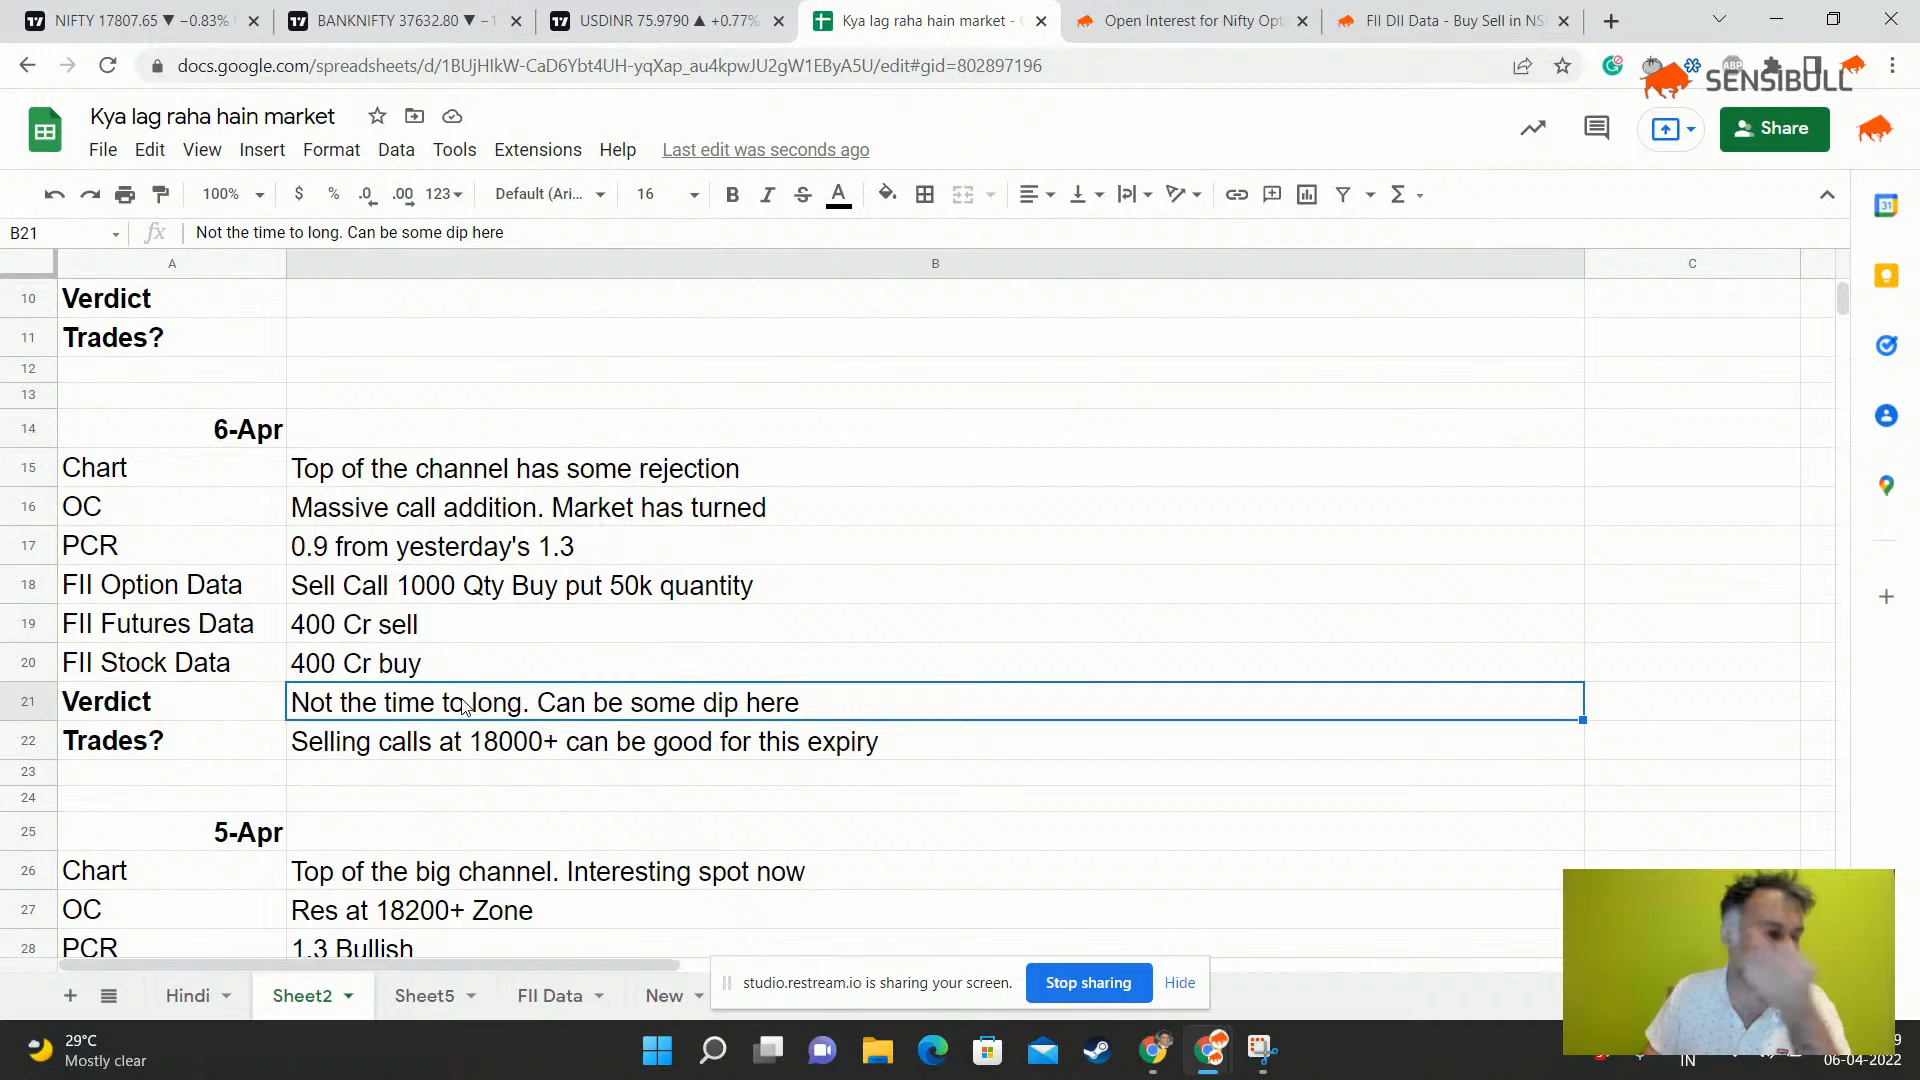 NIFTY 17807.65 ▼ −0.83%
BANKNIFTY 37632.80 ▼ −1
USDINR 75.9790 ▲ +0.77%
Kya lag raha hain market -
Open Interest for Nifty Opt
FII DII Data - Buy Sell in NS
docs.google.com/spreadsheets/d/1BUjHIkW-CaD6Ybt4UH-yqXap_au4kpwJU2gW1EByA5U/edit#gid=802897196
SENSIBULL
Kya lag raha hain market
File Edit View Insert Format Data Tools Extensions Help Last edit was seconds ago
Share
100% $ % .0 .00 123 Default (Ari... 16 B I S A
31
B21 fx Not the time to long. Can be some dip here
A B C
10 Verdict
11 Trades?
12
13
14 6-Apr
15 Chart Top of the channel has some rejection
16 OC Massive call addition. Market has turned
17 PCR 0.9 from yesterday's 1.3
18 FII Option Data Sell Call 1000 Qty Buy put 50k quantity
19 FII Futures Data 400 Cr sell
20 FII Stock Data 400 Cr buy
21 Verdict Not the time to long. Can be some dip here
22 Trades? Selling calls at 18000+ can be good for this expiry
23
24
25 5-Apr
26 Chart Top of the big channel. Interesting spot now
27 OC Res at 18200+ Zone
28 PCR 1.3 Bullish
studio.restream.io is sharing your screen. Stop sharing Hide
Hindi Sheet2 Sheet5 FII Data New
29°C
Mostly clear
IN
06-04-2022